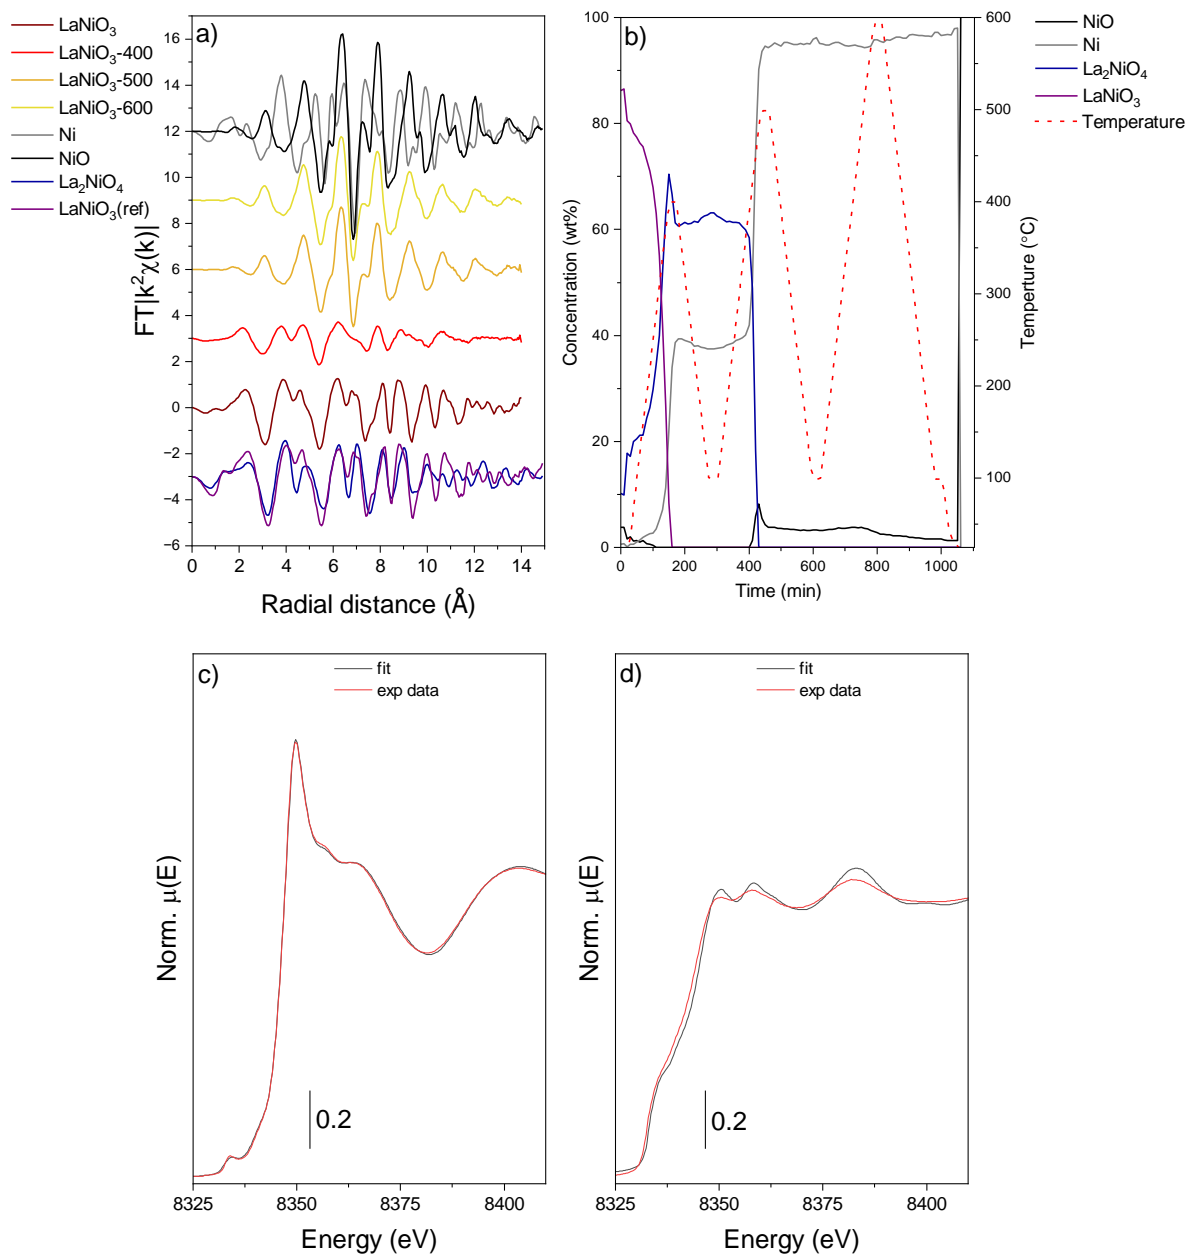 LaNiO₃
LaNiO₃-400
LaNiO₃-500
LaNiO₃-600
Ni
NiO
La₂NiO₄
LaNiO₃(ref)
a)
FT|k²χ(k)|
16
14
12
10
8
6
4
2
0
−2
−4
−6
0 2 4 6 8 10 12 14
Radial distance (Å)
b)
Concentration (wt%)
100
80
60
40
20
0
0 200 400 600 800 1000
Time (min)
600
500
400
300
200
100
Temperture (°C)
NiO
Ni
La₂NiO₄
LaNiO₃
Temperature
c)
fit
exp data
Norm. μ(E)
0.2
8325 8350 8375 8400
Energy (eV)
d)
fit
exp data
Norm. μ(E)
0.2
8325 8350 8375 8400
Energy (eV)